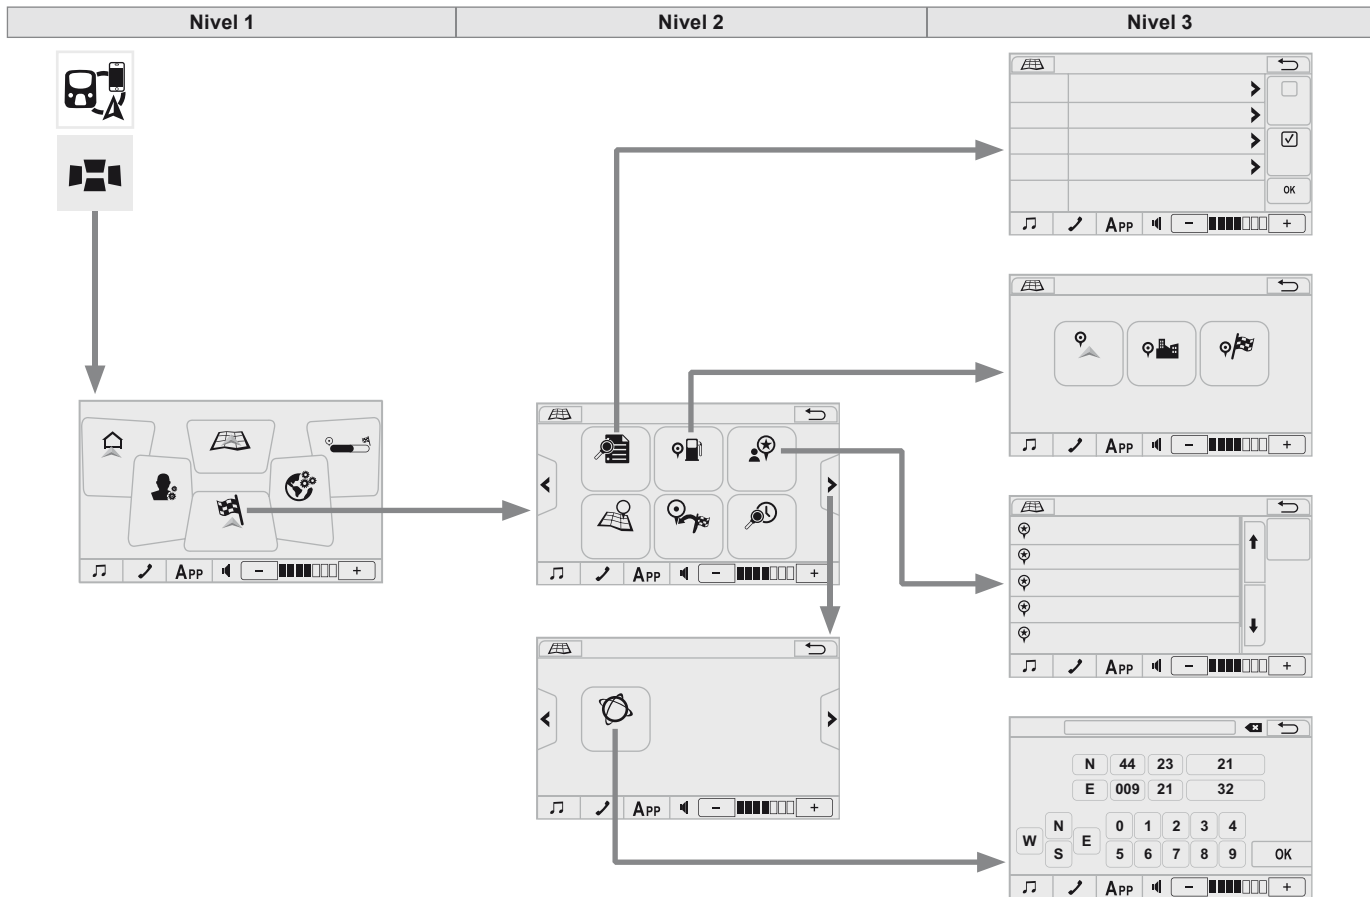 Nivel 1 Nivel 2 Nivel 3
OK
APP - +
APP - +
APP - +
APP - +
APP - +
APP - +
N 44 23 21
E 009 21 32
W N S E 0 1 2 3 4
5 6 7 8 9 OK
APP - +